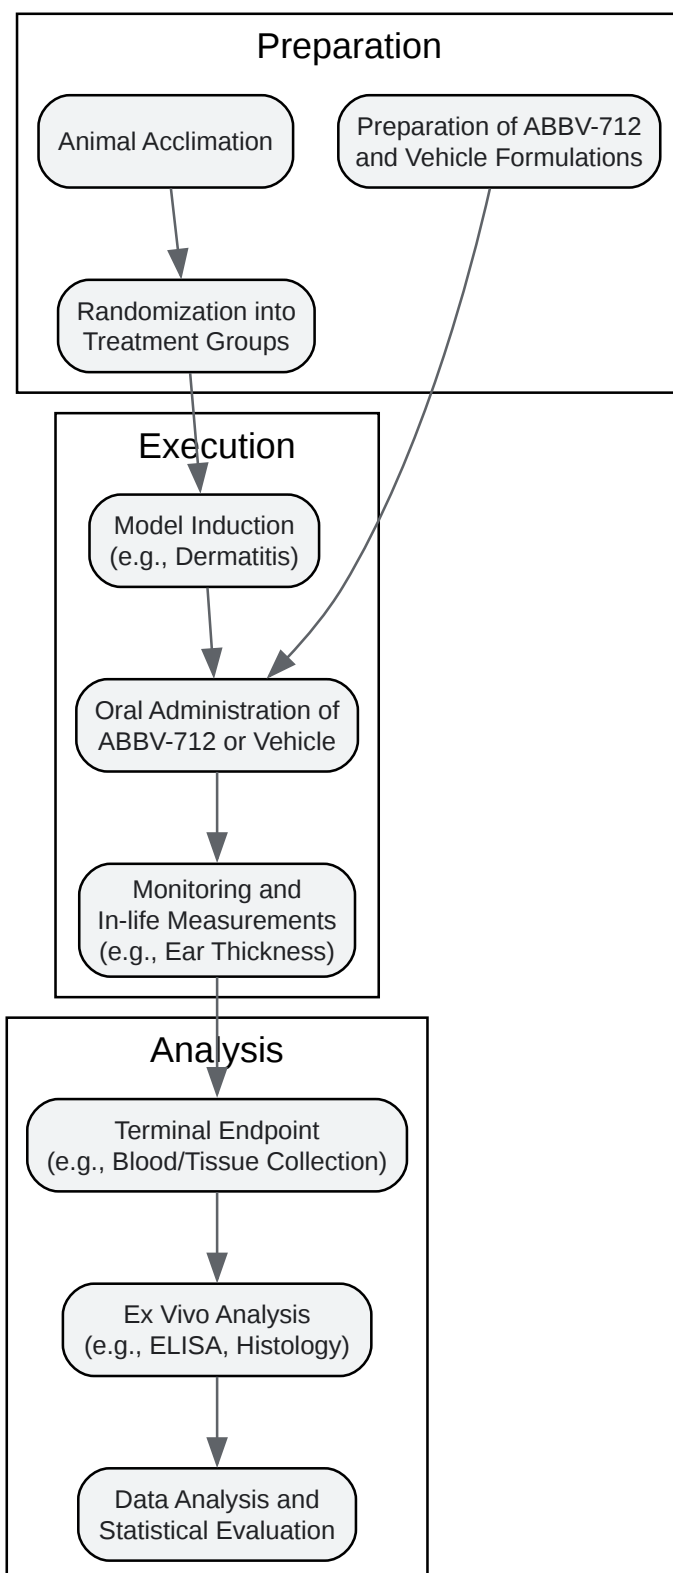 Preparation
Animal Acclimation
Preparation of ABBV-712
and Vehicle Formulations
Randomization into
Treatment Groups
Execution
Model Induction
(e.g., Dermatitis)
Oral Administration of
ABBV-712 or Vehicle
Monitoring and
In-life Measurements
(e.g., Ear Thickness)
Analysis
Terminal Endpoint
(e.g., Blood/Tissue Collection)
Ex Vivo Analysis
(e.g., ELISA, Histology)
Data Analysis and
Statistical Evaluation